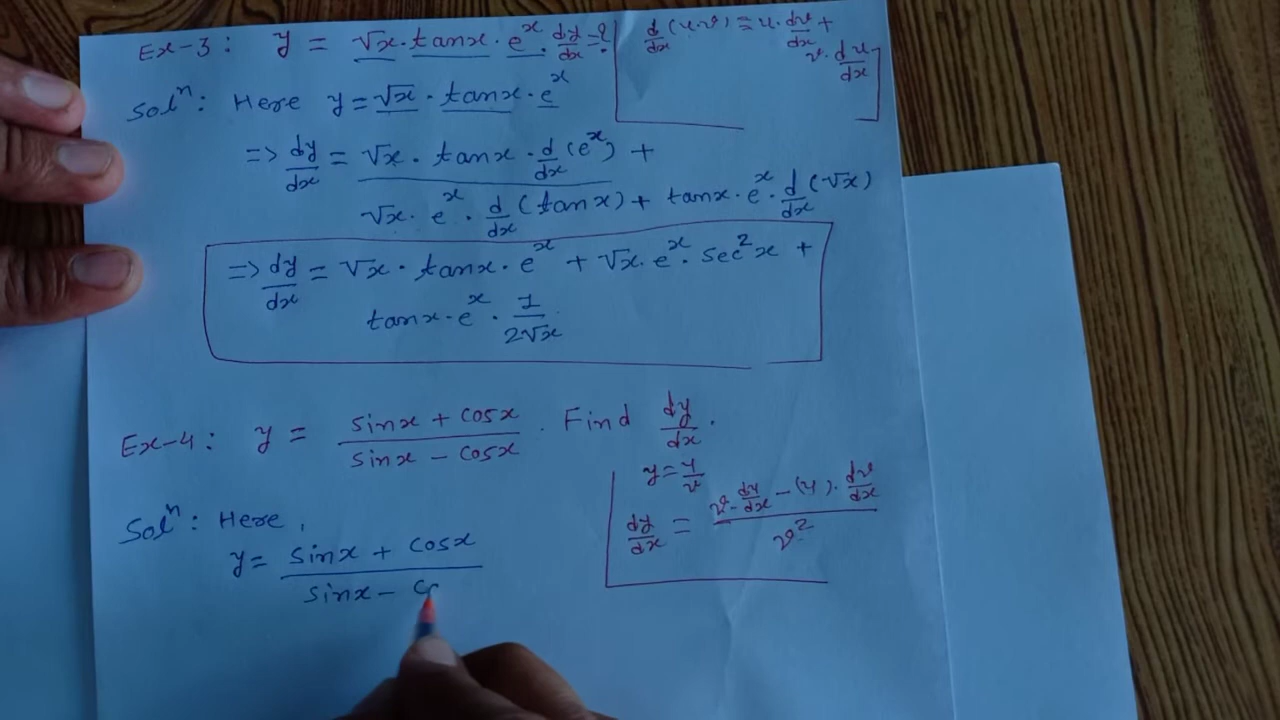 Ex-3: y = √x · tanx · e^x · dy/dx = ?
d/dx (u·v) = u · dv/dx +
v · du/dx
Solⁿ: Here y = √x · tanx · e^x
=> dy/dx = √x · tanx · d/dx (e^x) +
√x · e^x · d/dx (tanx) + tanx · e^x · d/dx (√x)
=> dy/dx = √x · tanx · e^x + √x · e^x · sec²x +
tanx · e^x · 1/2√x
Ex-4: y = sinx + cosx / sinx − cosx . Find dy/dx .
y = u/v
dy/dx = v · du/dx − (u) · dv/dx / v²
Solⁿ: Here,
y = sinx + cosx / sinx − c